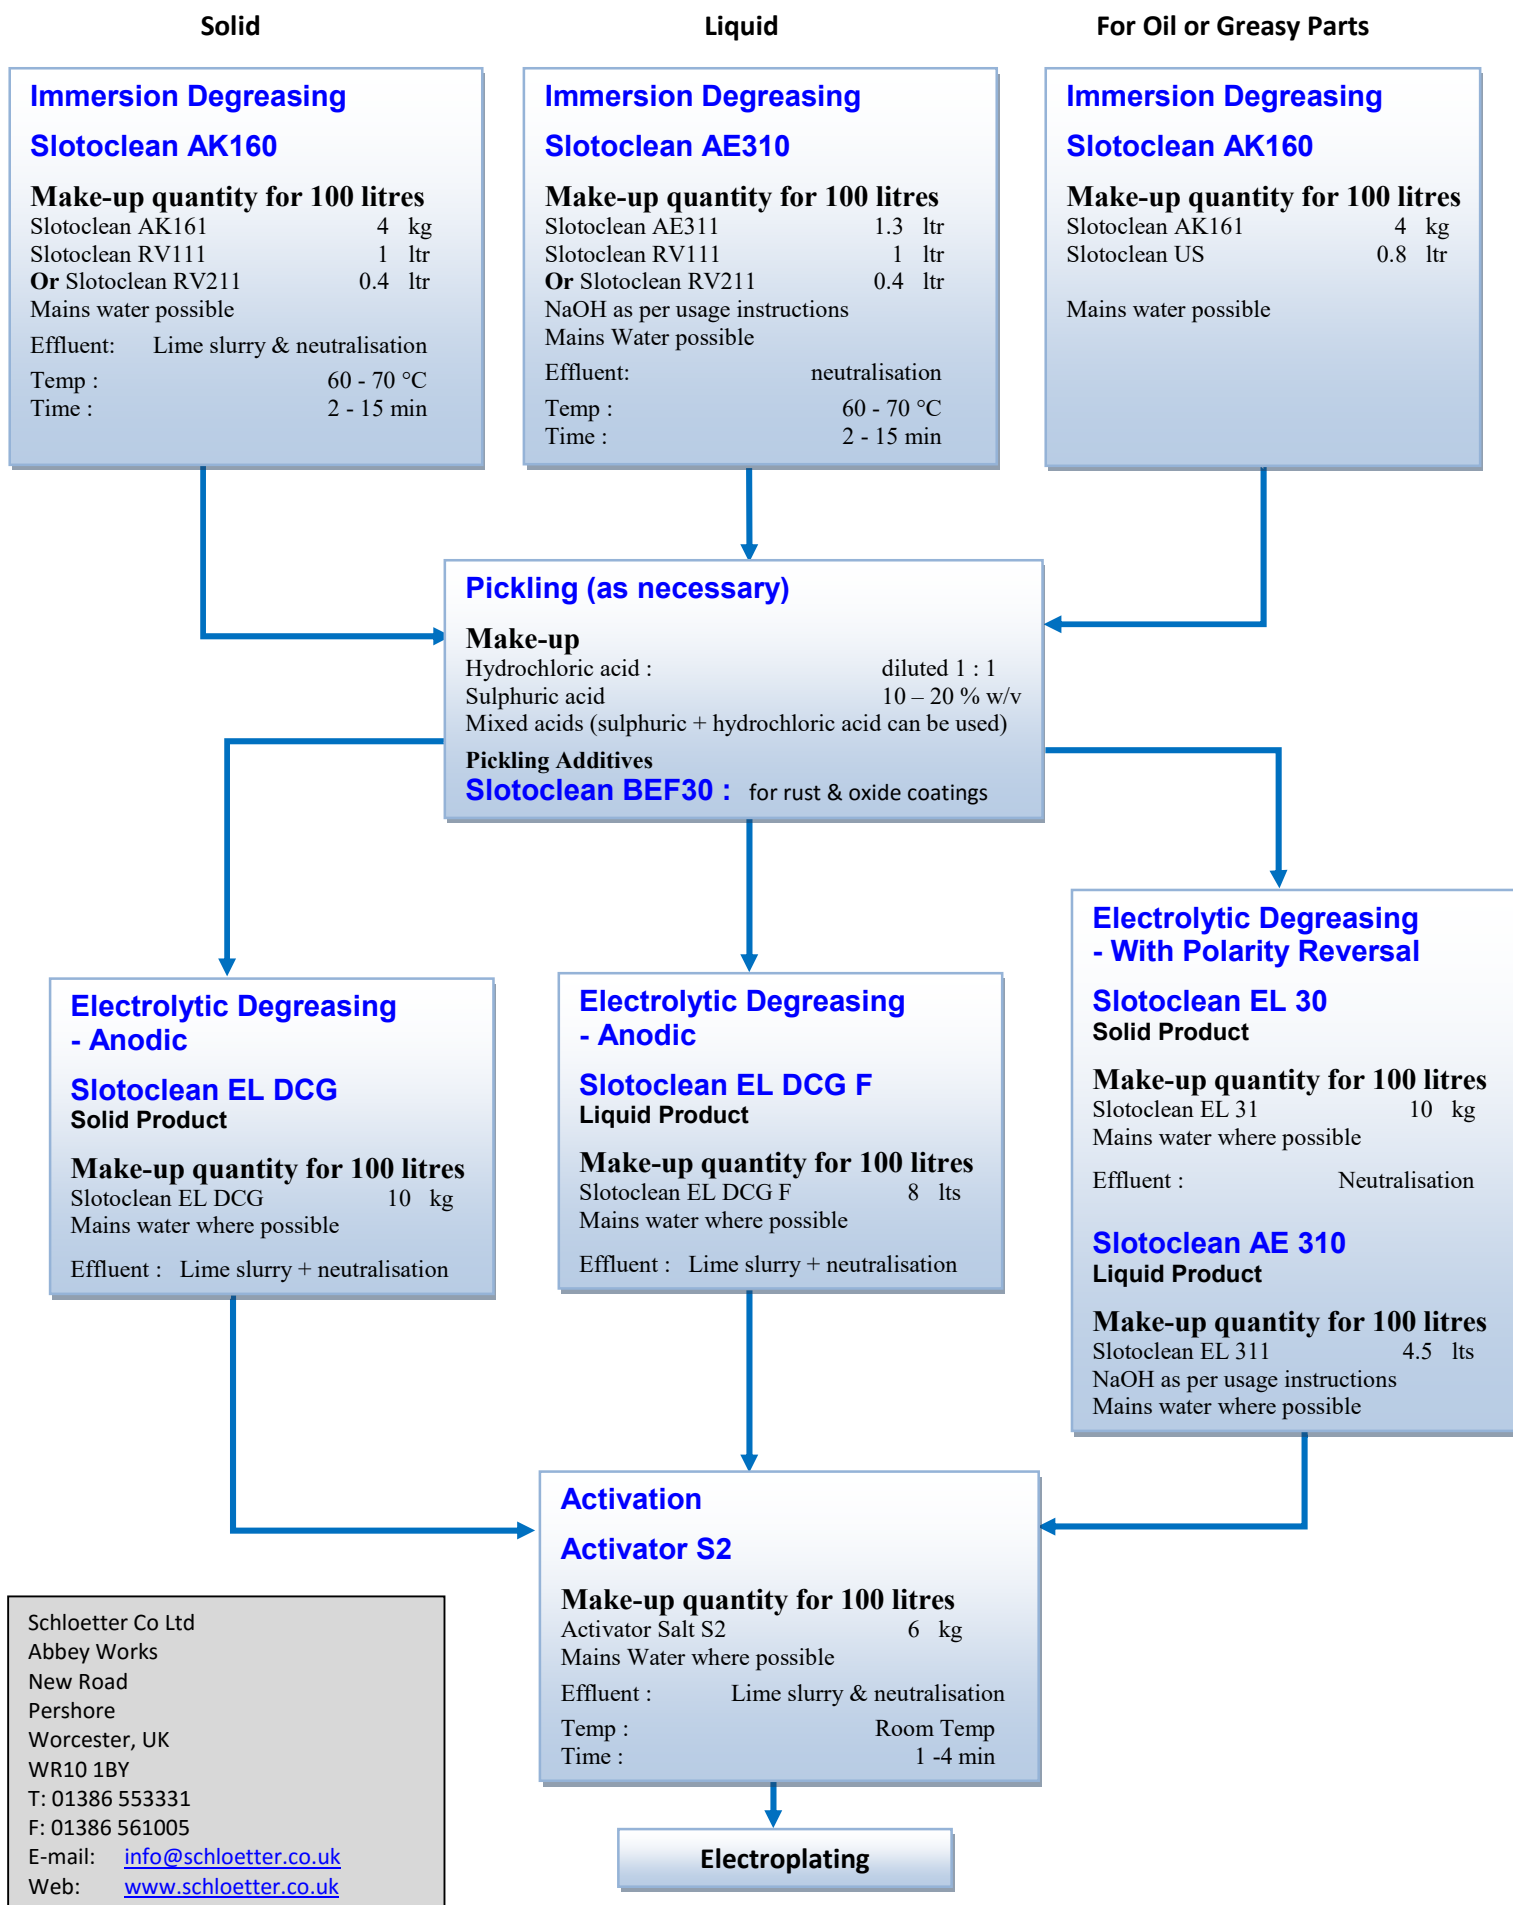 Solid
Liquid
For Oil or Greasy Parts
Immersion Degreasing
Slotoclean AK160
Make-up quantity for 100 litres
Slotoclean AK161 4 kg
Slotoclean RV111 1 ltr
Or Slotoclean RV211 0.4 ltr
Mains water possible
Effluent: Lime slurry & neutralisation
Temp : 60 - 70 °C
Time : 2 - 15 min
Immersion Degreasing
Slotoclean AE310
Make-up quantity for 100 litres
Slotoclean AE311 1.3 ltr
Slotoclean RV111 1 ltr
Or Slotoclean RV211 0.4 ltr
NaOH as per usage instructions
Mains Water possible
Effluent: neutralisation
Temp : 60 - 70 °C
Time : 2 - 15 min
Immersion Degreasing
Slotoclean AK160
Make-up quantity for 100 litres
Slotoclean AK161 4 kg
Slotoclean US 0.8 ltr
Mains water possible
Pickling (as necessary)
Make-up
Hydrochloric acid : diluted 1 : 1
Sulphuric acid 10 – 20 % w/v
Mixed acids (sulphuric + hydrochloric acid can be used)
Pickling Additives
Slotoclean BEF30 : for rust & oxide coatings
Electrolytic Degreasing
- Anodic
Slotoclean EL DCG
Solid Product
Make-up quantity for 100 litres
Slotoclean EL DCG 10 kg
Mains water where possible
Effluent : Lime slurry + neutralisation
Electrolytic Degreasing
- Anodic
Slotoclean EL DCG F
Liquid Product
Make-up quantity for 100 litres
Slotoclean EL DCG F 8 lts
Mains water where possible
Effluent : Lime slurry + neutralisation
Electrolytic Degreasing
- With Polarity Reversal
Slotoclean EL 30
Solid Product
Make-up quantity for 100 litres
Slotoclean EL 31 10 kg
Mains water where possible
Effluent : Neutralisation
Slotoclean AE 310
Liquid Product
Make-up quantity for 100 litres
Slotoclean EL 311 4.5 lts
NaOH as per usage instructions
Mains water where possible
Activation
Activator S2
Make-up quantity for 100 litres
Activator Salt S2 6 kg
Mains Water where possible
Effluent : Lime slurry & neutralisation
Temp : Room Temp
Time : 1 -4 min
Electroplating
Schloetter Co Ltd
Abbey Works
New Road
Pershore
Worcester, UK
WR10 1BY
T: 01386 553331
F: 01386 561005
E-mail: info@schloetter.co.uk
Web: www.schloetter.co.uk